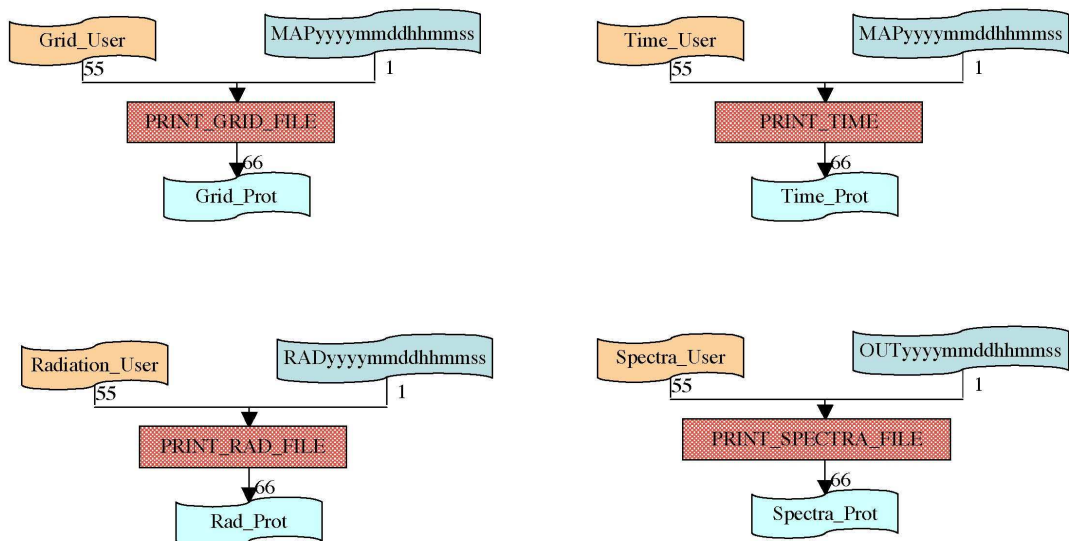 Grid_User
MAPyyyymmddhhmmss
55
1
PRINT_GRID_FILE
66
Grid_Prot
Time_User
MAPyyyymmddhhmmss
55
1
PRINT_TIME
66
Time_Prot
Radiation_User
RADyyyymmddhhmmss
55
1
PRINT_RAD_FILE
66
Rad_Prot
Spectra_User
OUTyyyymmddhhmmss
55
1
PRINT_SPECTRA_FILE
66
Spectra_Prot